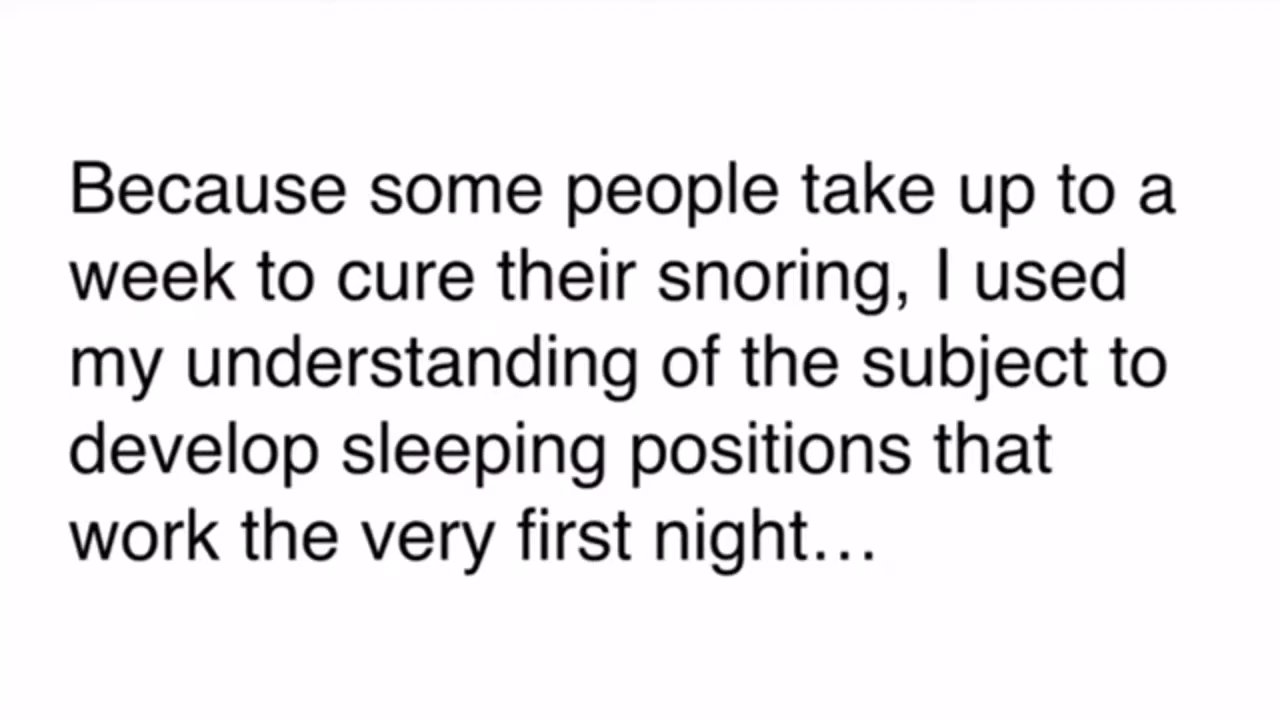 Because some people take up to a
week to cure their snoring, I used
my understanding of the subject to
develop sleeping positions that
work the very first night…